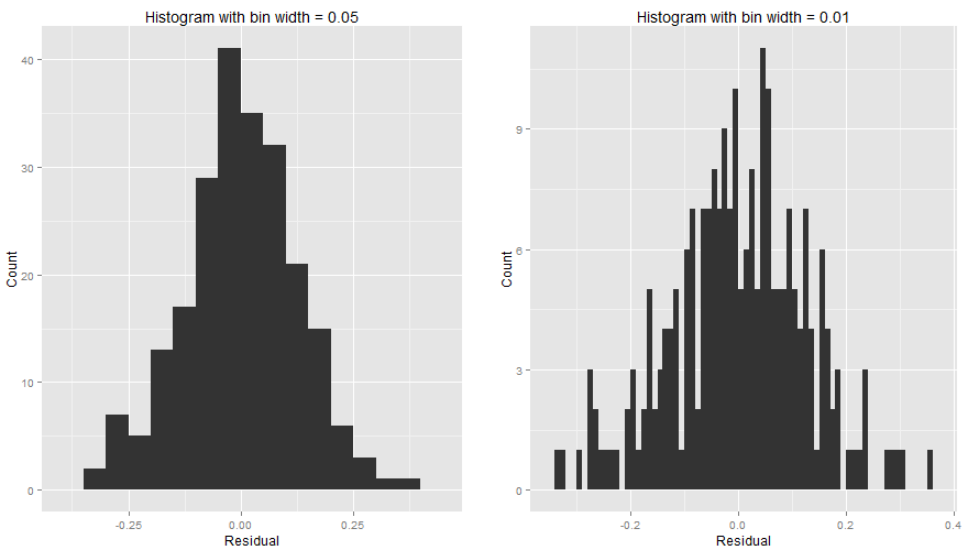 Histogram with bin width = 0.05
40
30
20
10
0
Count
-0.25 0.00 0.25
Residual
Histogram with bin width = 0.01
9
6
3
0
Count
-0.2 0.0 0.2 0.4
Residual